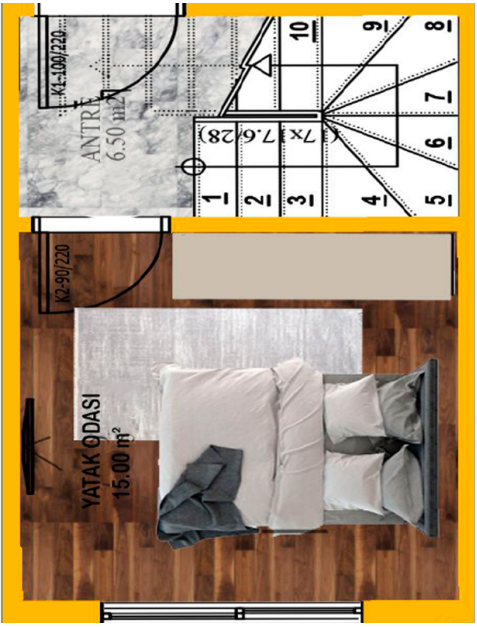 K1-100/220
ANTRE
6.50 m²
10
9
8
7
6
5
4
3
2
1
(17x17.6/28)
K2-90/220
YATAK ODASI
15.00 m²